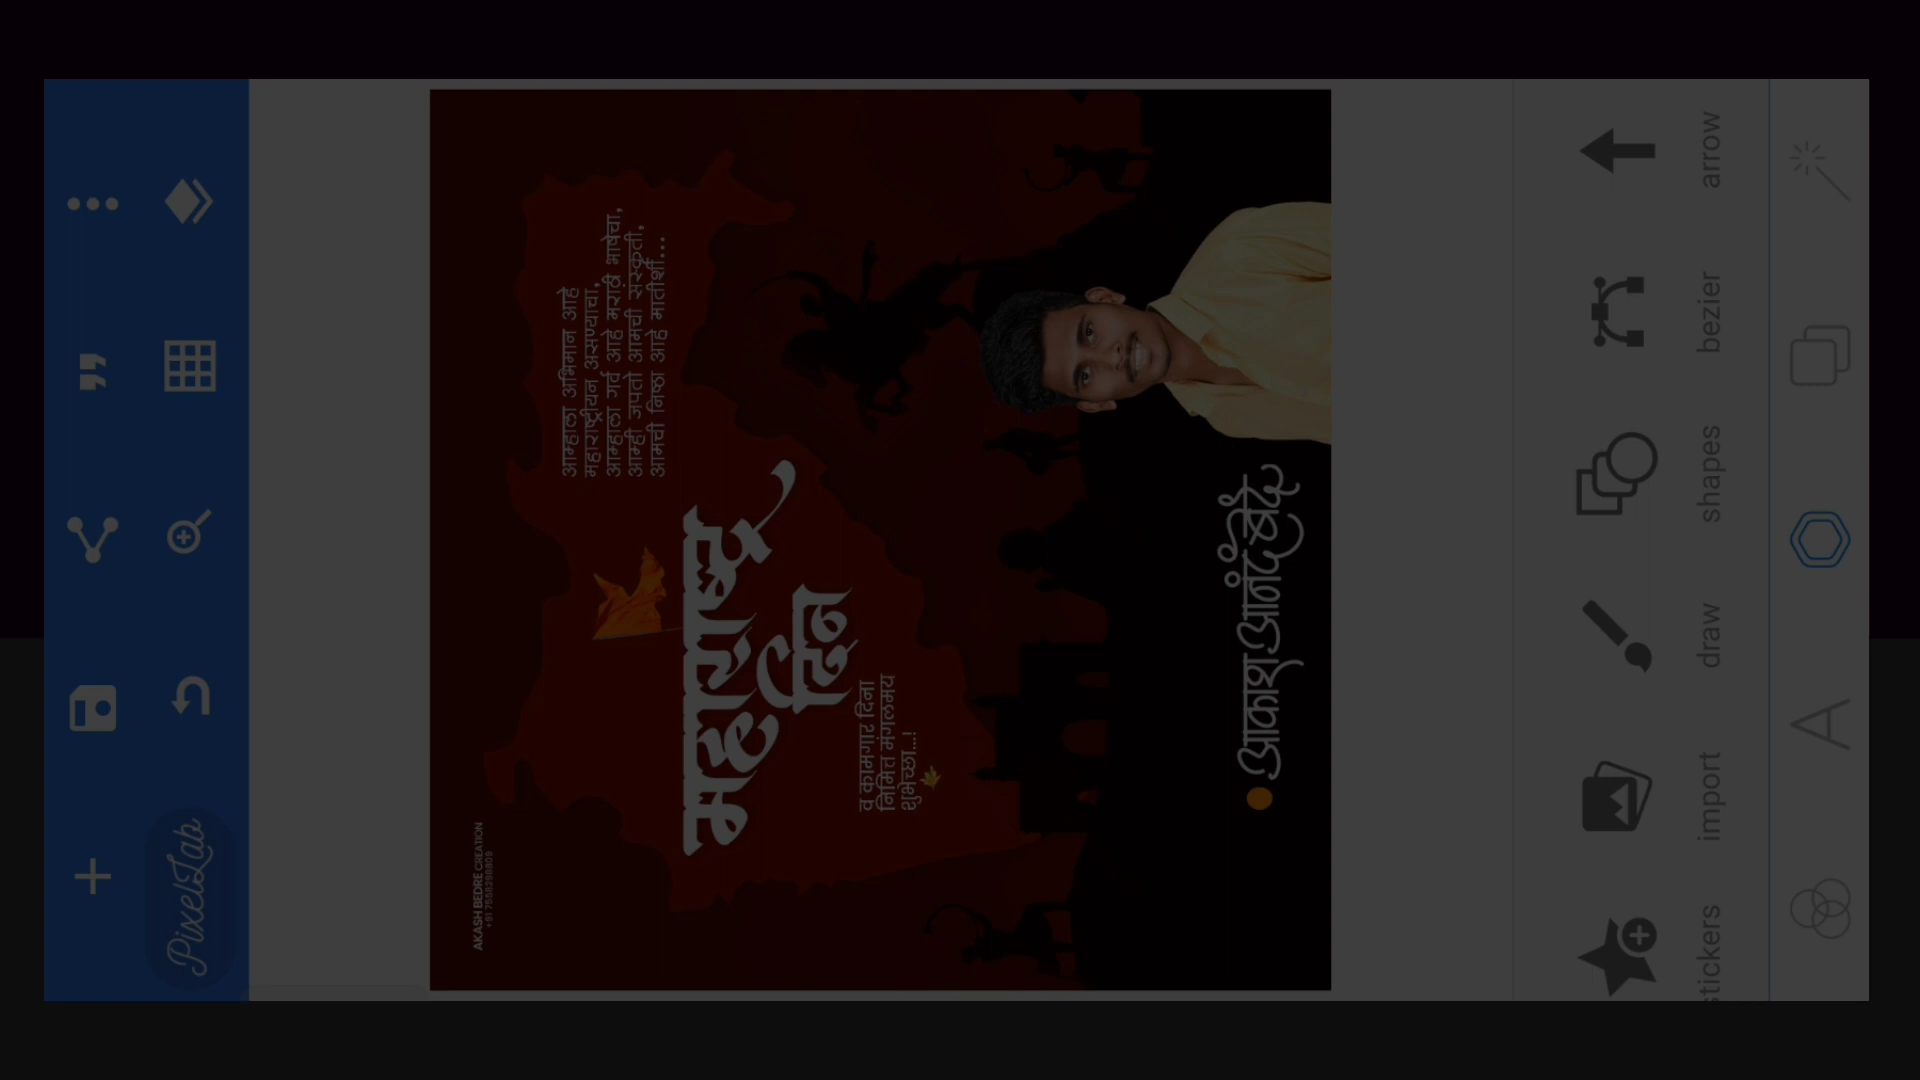 PixelLab
AKASH BEDRE CREATION
आम्हाला अभिमान आहे
महाराष्ट्रीयन असण्याचा,
आम्हाला गर्व आहे मराठी भाषेचा,
आम्ही जपतो आमची संस्कृती,
आमची निष्ठा आहे मातीशी...
महाराष्ट्र
दिन
व कामगार दिना
निमित्त मंगलमय
शुभेच्छा...!
आकाश आनंद बेद्रे
stickers
import
draw
shapes
bezier
arrow